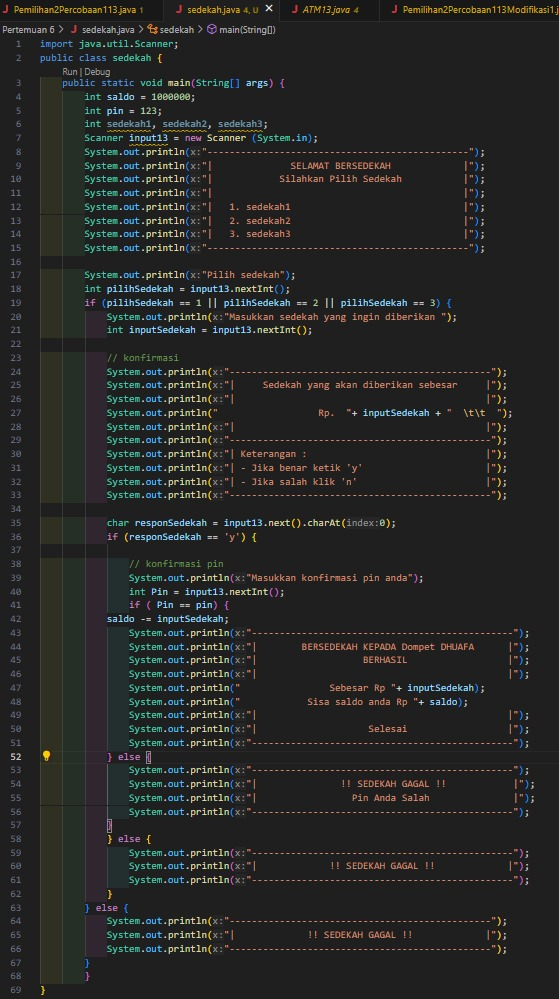 Pemilihan2Percobaan113.java 1 sedekah.java 4, U ATM13.java 4 Pemilihan2Percobaan113Modifikasi1.j
Pertemuan 6 > sedekah.java > sedekah > main(String[])
1 import java.util.Scanner;
2 public class sedekah {
Run | Debug
3 public static void main(String[] args) {
4 int saldo = 1000000;
5 int pin = 123;
6 int sedekah1, sedekah2, sedekah3;
7 Scanner input13 = new Scanner (System.in);
8 System.out.println(x:"-----------------------------------------------");
9 System.out.println(x:"| SELAMAT BERSEDEKAH |");
10 System.out.println(x:"| Silahkan Pilih Sedekah |");
11 System.out.println(x:"| |");
12 System.out.println(x:"| 1. sedekah1 |");
13 System.out.println(x:"| 2. sedekah2 |");
14 System.out.println(x:"| 3. sedekah3 |");
15 System.out.println(x:"-----------------------------------------------");
16
17 System.out.println(x:"Pilih sedekah");
18 int pilihSedekah = input13.nextInt();
19 if (pilihSedekah == 1 || pilihSedekah == 2 || pilihSedekah == 3) {
20 System.out.println(x:"Masukkan sedekah yang ingin diberikan ");
21 int inputSedekah = input13.nextInt();
22
23 // konfirmasi
24 System.out.println(x:"-----------------------------------------------");
25 System.out.println(x:"| Sedekah yang akan diberikan sebesar |");
26 System.out.println(x:"| |");
27 System.out.println(" Rp. "+ inputSedekah + " \t\t ");
28 System.out.println(x:"| |");
29 System.out.println(x:"-----------------------------------------------");
30 System.out.println(x:"| Keterangan : |");
31 System.out.println(x:"| - Jika benar ketik 'y' |");
32 System.out.println(x:"| - Jika salah klik 'n' |");
33 System.out.println(x:"-----------------------------------------------");
34
35 char responSedekah = input13.next().charAt(index:0);
36 if (responSedekah == 'y') {
37
38 // konfirmasi pin
39 System.out.println(x:"Masukkan konfirmasi pin anda");
40 int Pin = input13.nextInt();
41 if ( Pin == pin) {
42 saldo -= inputSedekah;
43 System.out.println(x:"-----------------------------------------------");
44 System.out.println(x:"| BERSEDEKAH KEPADA Dompet DHUAFA |");
45 System.out.println(x:"| BERHASIL |");
46 System.out.println(x:"| |");
47 System.out.println(" Sebesar Rp "+ inputSedekah);
48 System.out.println(" Sisa saldo anda Rp "+ saldo);
49 System.out.println(x:"| |");
50 System.out.println(x:"| Selesai |");
51 System.out.println(x:"-----------------------------------------------");
52 } else {
53 System.out.println(x:"-----------------------------------------------");
54 System.out.println(x:"| !! SEDEKAH GAGAL !! |");
55 System.out.println(x:"| Pin Anda Salah |");
56 System.out.println(x:"-----------------------------------------------");
57 }
58 } else {
59 System.out.println(x:"-----------------------------------------------");
60 System.out.println(x:"| !! SEDEKAH GAGAL !! |");
61 System.out.println(x:"-----------------------------------------------");
62 }
63 } else {
64 System.out.println(x:"-----------------------------------------------");
65 System.out.println(x:"| !! SEDEKAH GAGAL !! |");
66 System.out.println(x:"-----------------------------------------------");
67 }
68 }
69 }